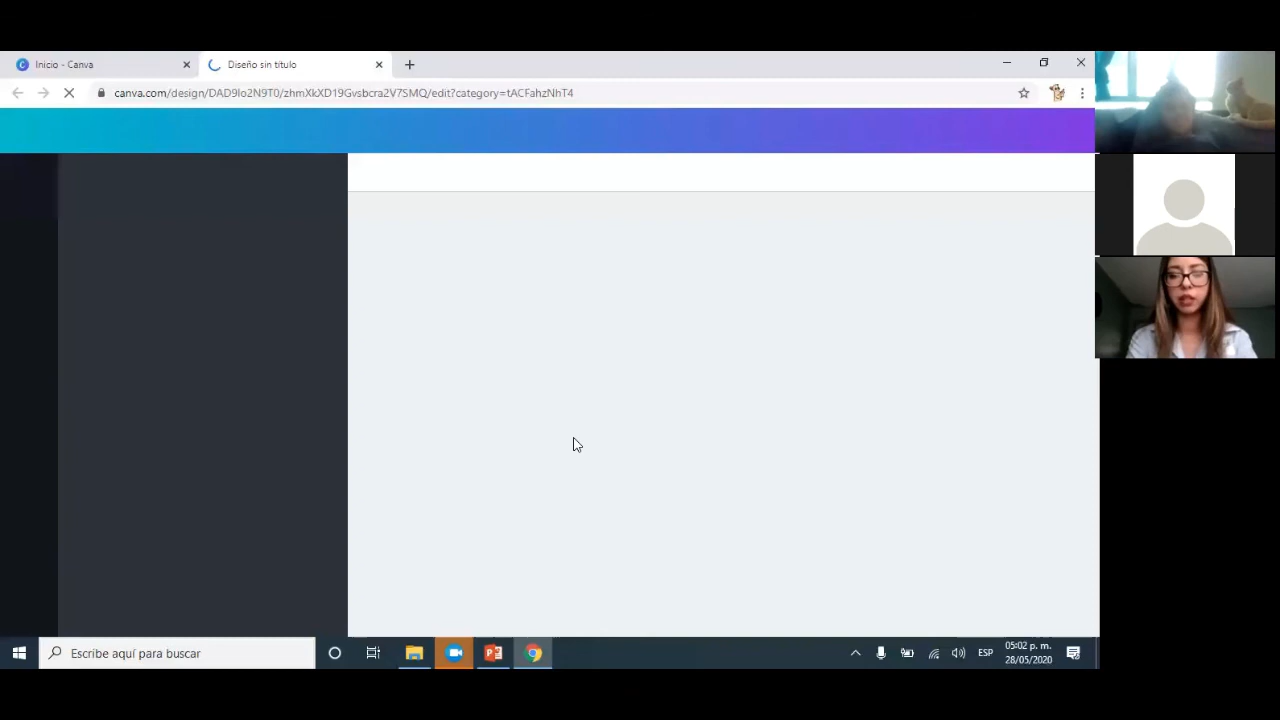 Inicio - Canva
Diseño sin título
canva.com/design/DAD9Io2N9T0/zhmXkXD19Gvsbcra2V7SMQ/edit?category=tACFahzNhT4
Escribe aquí para buscar
ESP
05:02 p. m.
28/05/2020